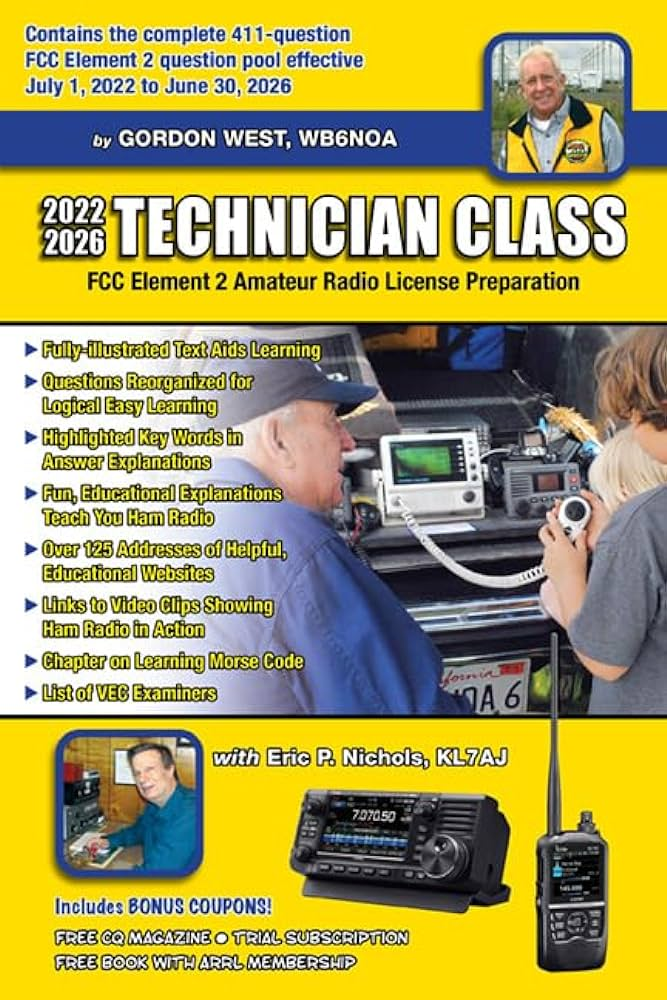 Contains the complete 411-question
FCC Element 2 question pool effective
July 1, 2022 to June 30, 2026
by GORDON WEST, WB6NOA
2022
2026
TECHNICIAN CLASS
FCC Element 2 Amateur Radio License Preparation
▶ Fully-illustrated Text Aids Learning
▶ Questions Reorganized for
Logical Easy Learning
▶ Highlighted Key Words in
Answer Explanations
▶ Fun, Educational Explanations
Teach You Ham Radio
▶ Over 125 Addresses of Helpful,
Educational Websites
▶ Links to Video Clips Showing
Ham Radio in Action
▶ Chapter on Learning Morse Code
▶ List of VEC Examiners
with Eric P. Nichols, KL7AJ
7.070.50
Includes BONUS COUPONS!
FREE CQ MAGAZINE ● TRIAL SUBSCRIPTION
FREE BOOK WITH ARRL MEMBERSHIP